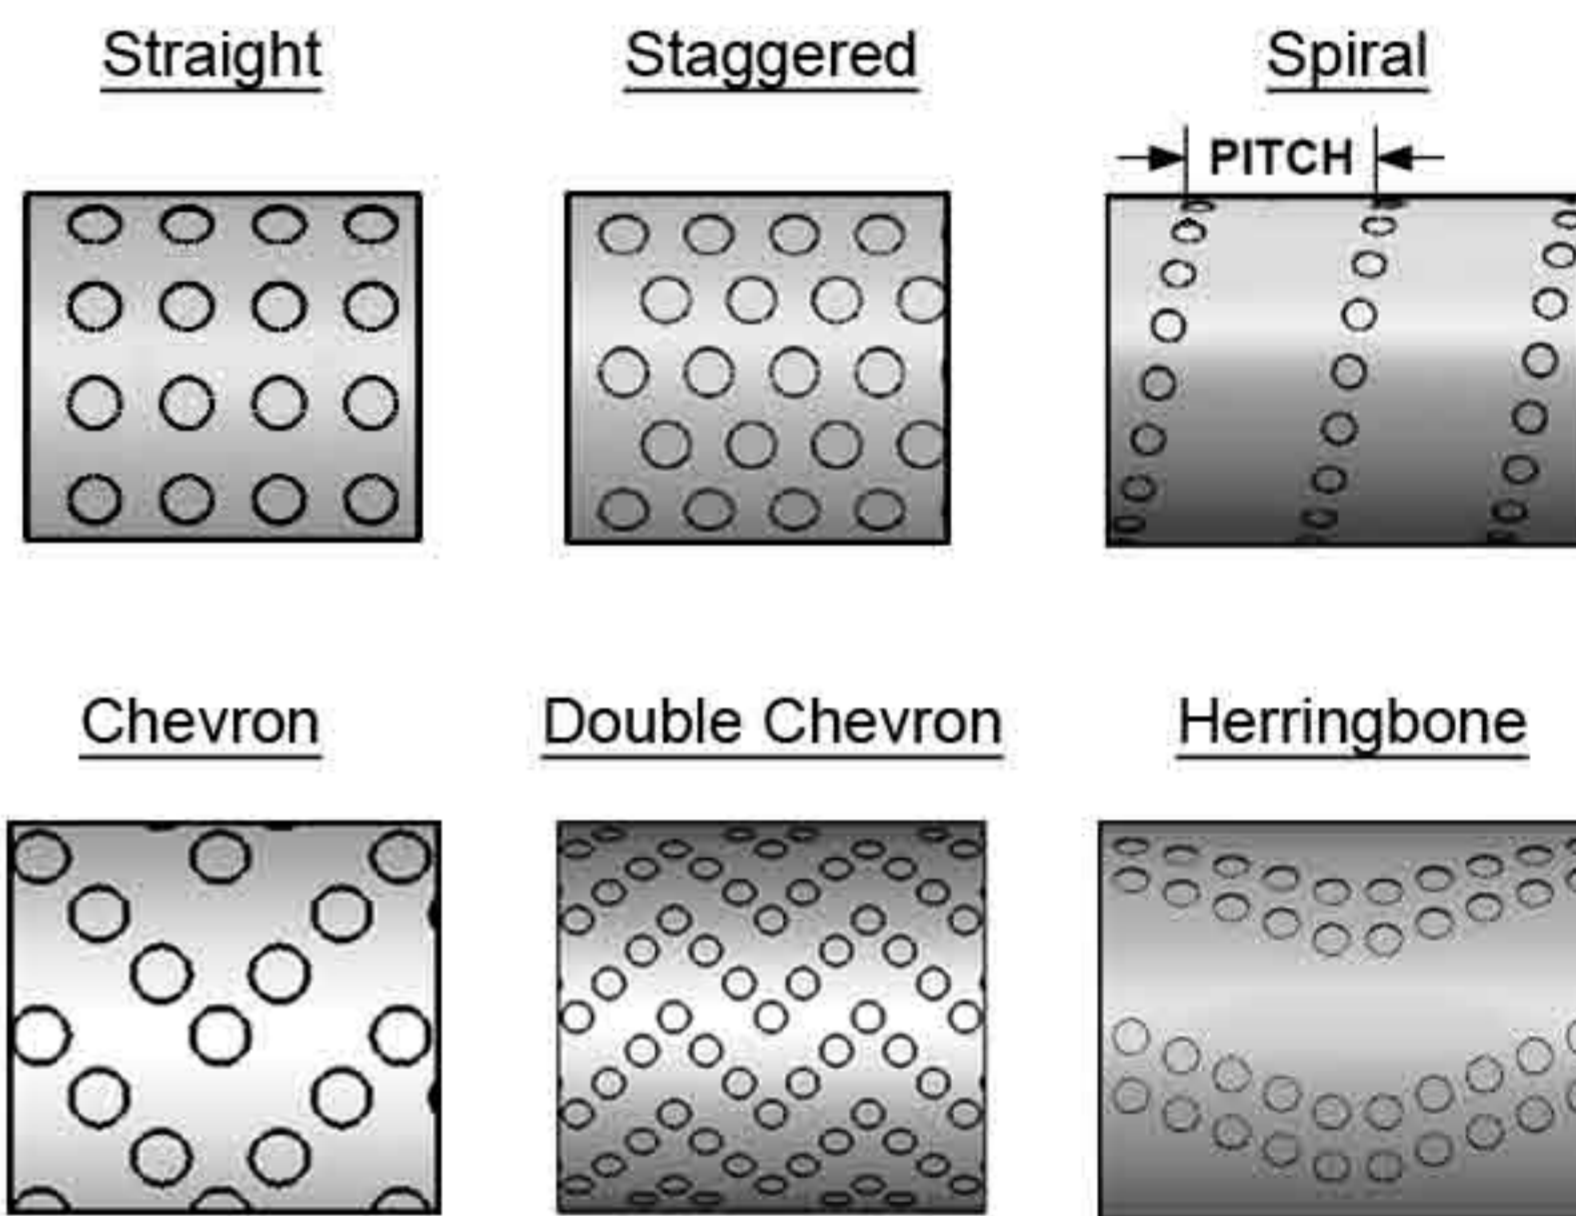 Straight
Staggered
Spiral
PITCH
Chevron
Double Chevron
Herringbone